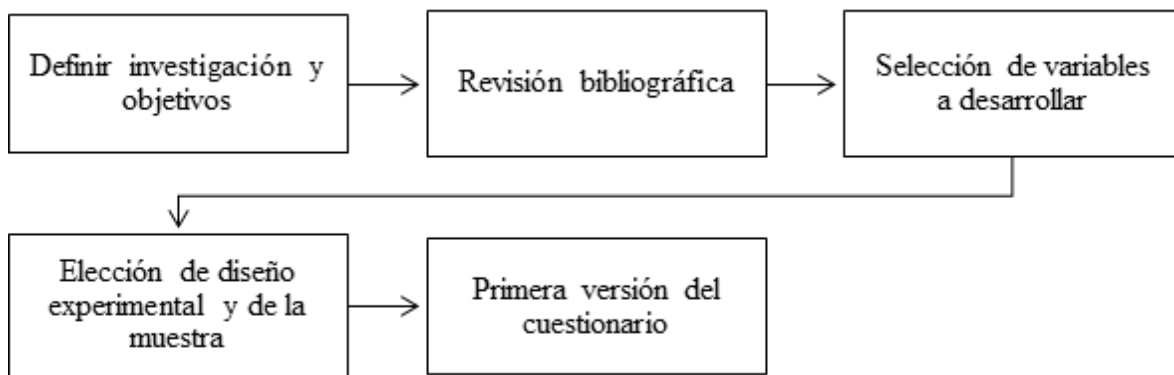 Definir investigación y
objetivos
Revisión bibliográfica
Selección de variables
a desarrollar
Elección de diseño
experimental y de la
muestra
Primera versión del
cuestionario